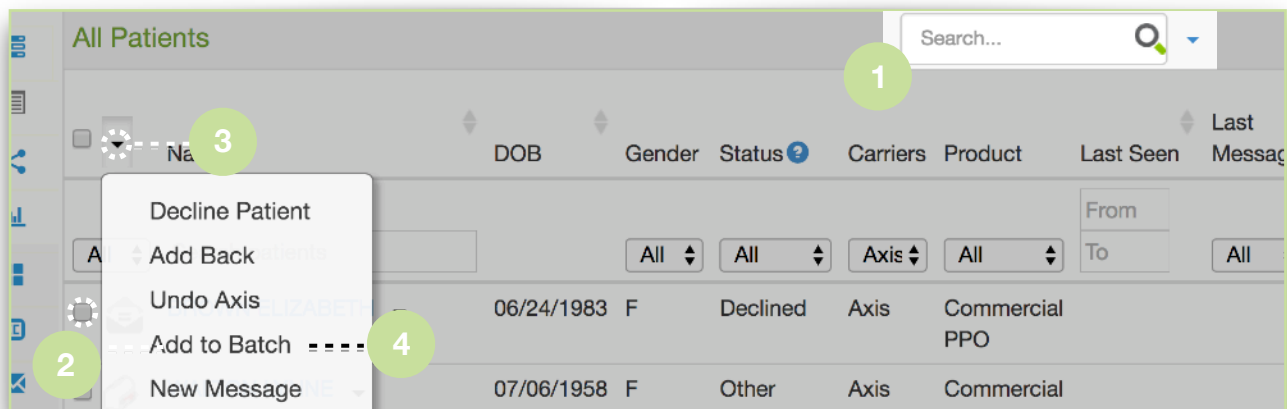 All Patients
Search...
1
3
Last
DOB Gender Status ? Carriers Product Last Seen
Decline Patient
From
All Add Back All All Axis All To All
Undo Axis
06/24/1983 F Declined Axis Commercial
PPO
2 Add to Batch 4
New Message 07/06/1958 F Other Axis Commercial